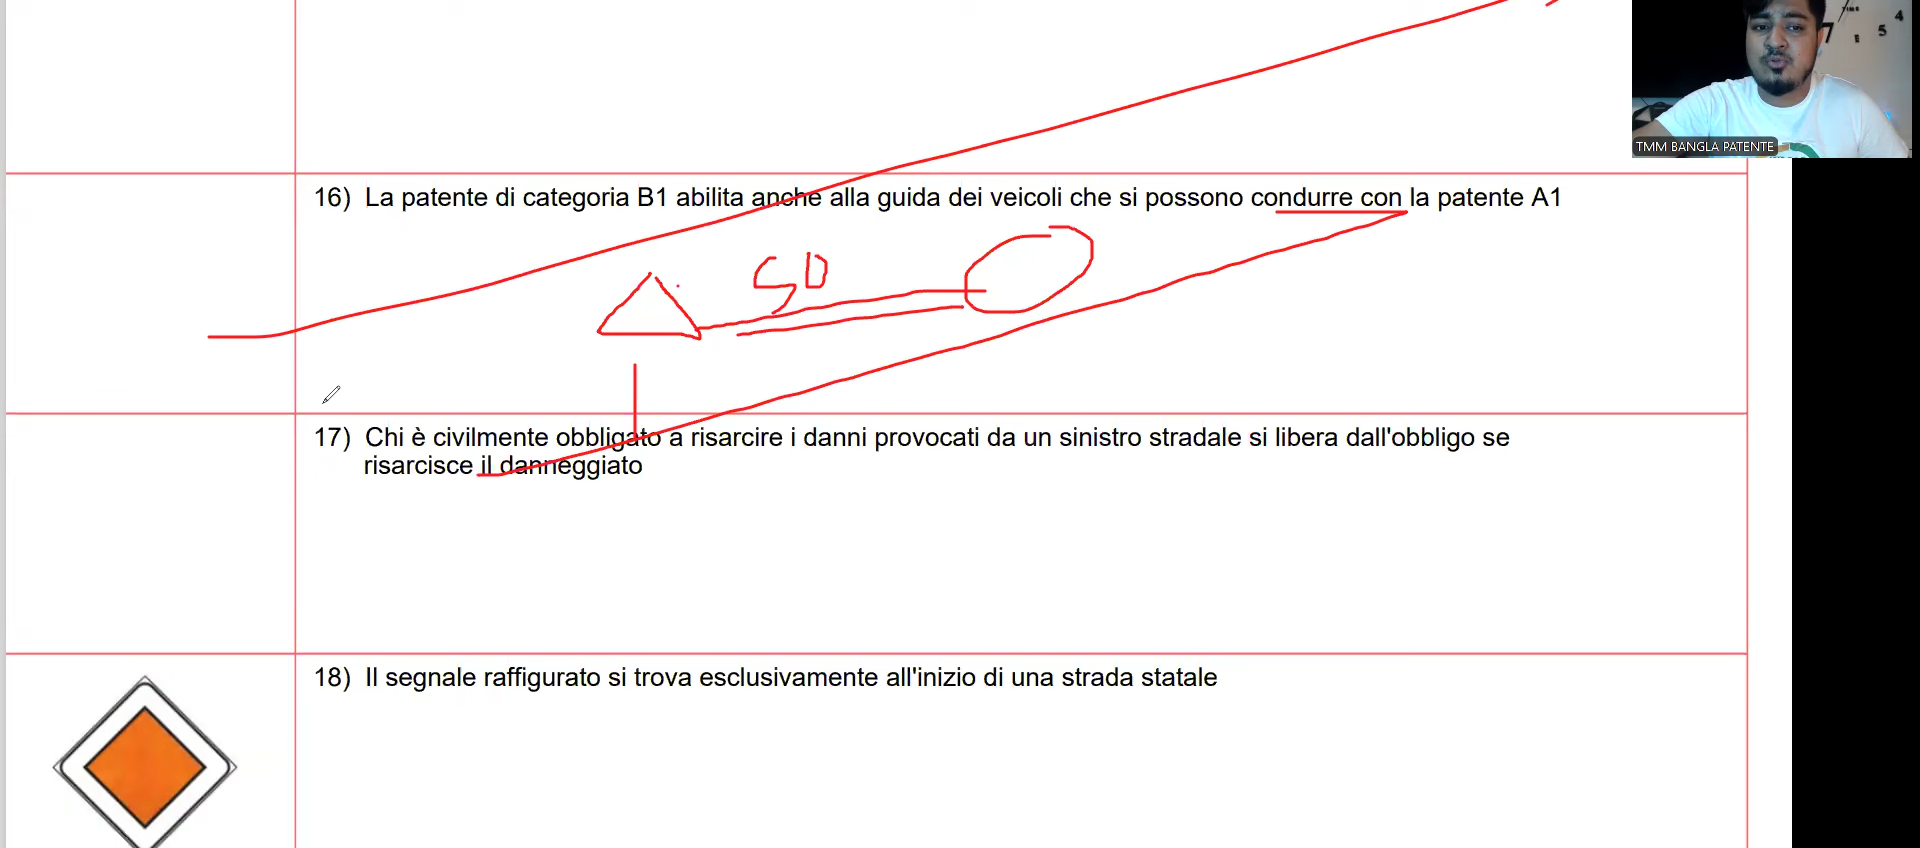 TMM BANGLA PATENTE
16) La patente di categoria B1 abilita anche alla guida dei veicoli che si possono condurre con la patente A1
50
17) Chi è civilmente obbligato a risarcire i danni provocati da un sinistro stradale si libera dall'obbligo se
risarcisce il danneggiato
18) Il segnale raffigurato si trova esclusivamente all'inizio di una strada statale